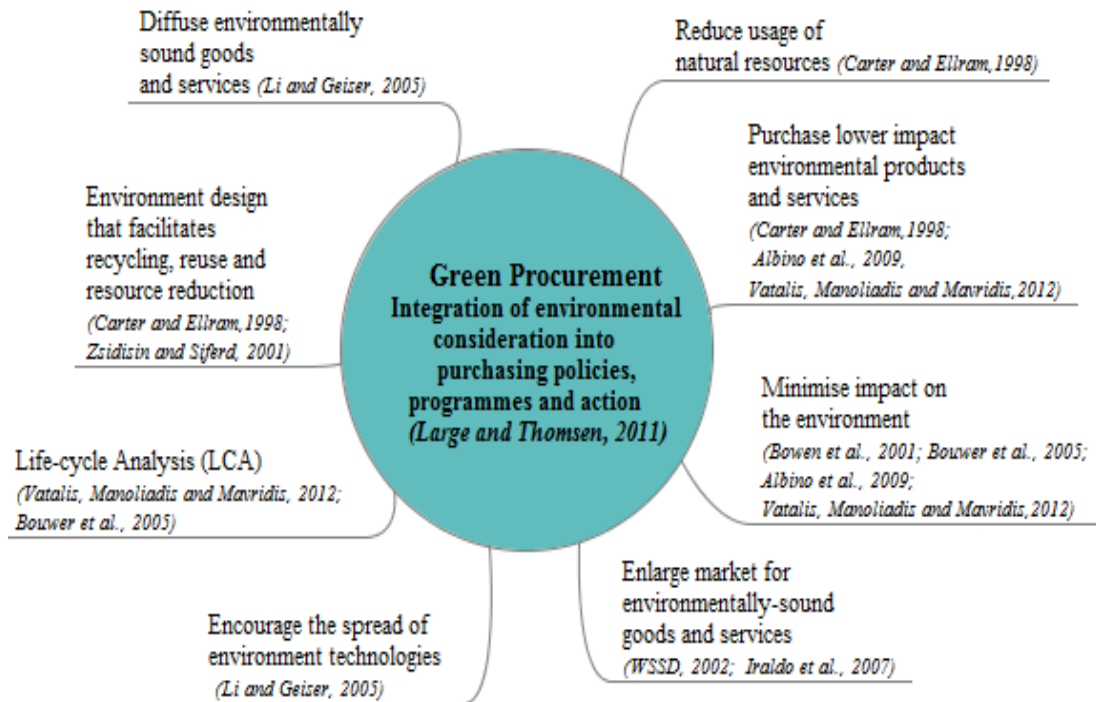 Diffuse environmentally
sound goods
and services (Li and Geiser, 2005)
Reduce usage of
natural resources (Carter and Ellram,1998)
Purchase lower impact
environmental products
and services
(Carter and Ellram,1998;
Albino et al., 2009,
Vatalis, Manoliadis and Mavridis,2012)
Environment design
that facilitates
recycling, reuse and
resource reduction
(Carter and Ellram,1998;
Zsidisin and Siferd, 2001)
Green Procurement
Integration of environmental
consideration into
purchasing policies,
programmes and action
(Large and Thomsen, 2011)
Minimise impact on
the environment
(Bowen et al., 2001; Bouwer et al., 2005;
Albino et al., 2009;
Vatalis, Manoliadis and Mavridis,2012)
Life-cycle Analysis (LCA)
(Vatalis, Manoliadis and Mavridis, 2012;
Bouwer et al., 2005)
Enlarge market for
environmentally-sound
goods and services
(WSSD, 2002; Iraldo et al., 2007)
Encourage the spread of
environment technologies
(Li and Geiser, 2005)